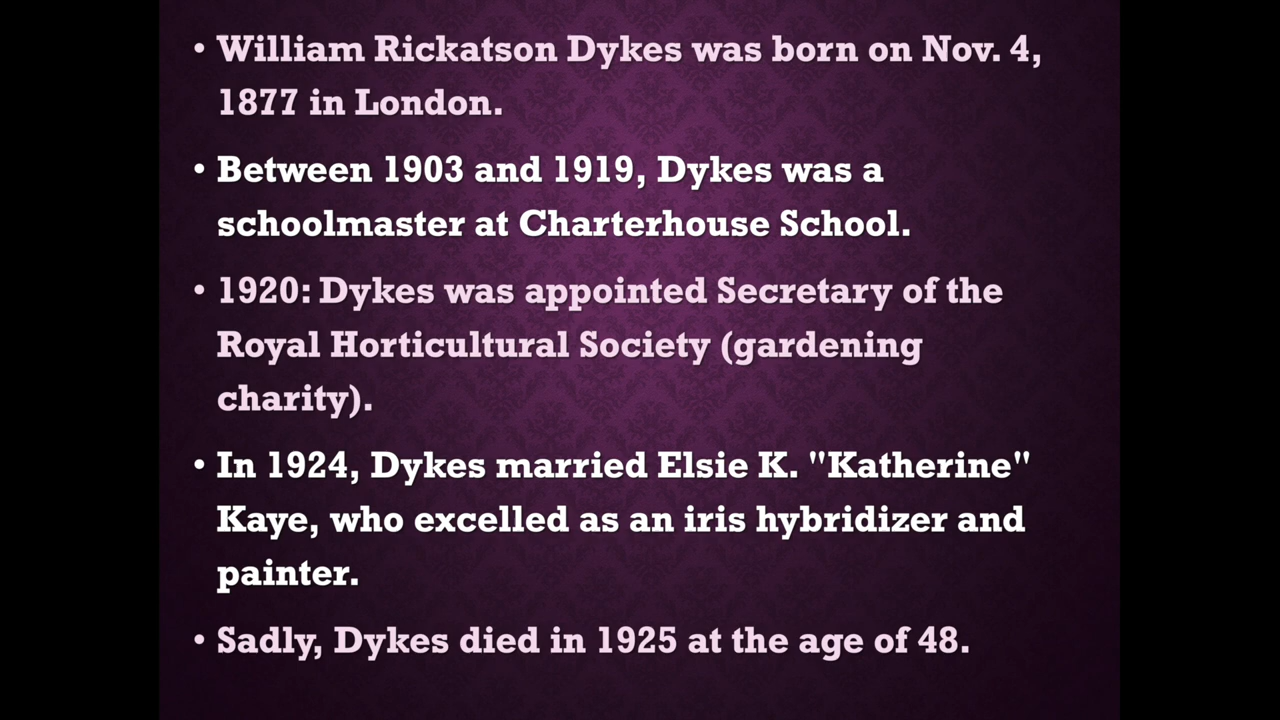 • William Rickatson Dykes was born on Nov. 4,
1877 in London.
• Between 1903 and 1919, Dykes was a
schoolmaster at Charterhouse School.
• 1920: Dykes was appointed Secretary of the
Royal Horticultural Society (gardening
charity).
• In 1924, Dykes married Elsie K. "Katherine"
Kaye, who excelled as an iris hybridizer and
painter.
• Sadly, Dykes died in 1925 at the age of 48.